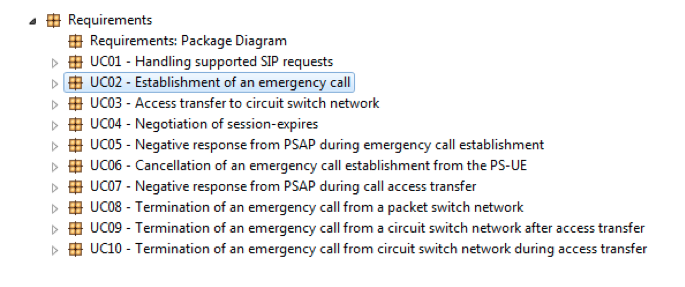 Requirements
Requirements: Package Diagram
UC01 - Handling supported SIP requests
UC02 - Establishment of an emergency call
UC03 - Access transfer to circuit switch network
UC04 - Negotiation of session-expires
UC05 - Negative response from PSAP during emergency call establishment
UC06 - Cancellation of an emergency call establishment from the PS-UE
UC07 - Negative response from PSAP during call access transfer
UC08 - Termination of an emergency call from a packet switch network
UC09 - Termination of an emergency call from a circuit switch network after access transfer
UC10 - Termination of an emergency call from circuit switch network during access transfer